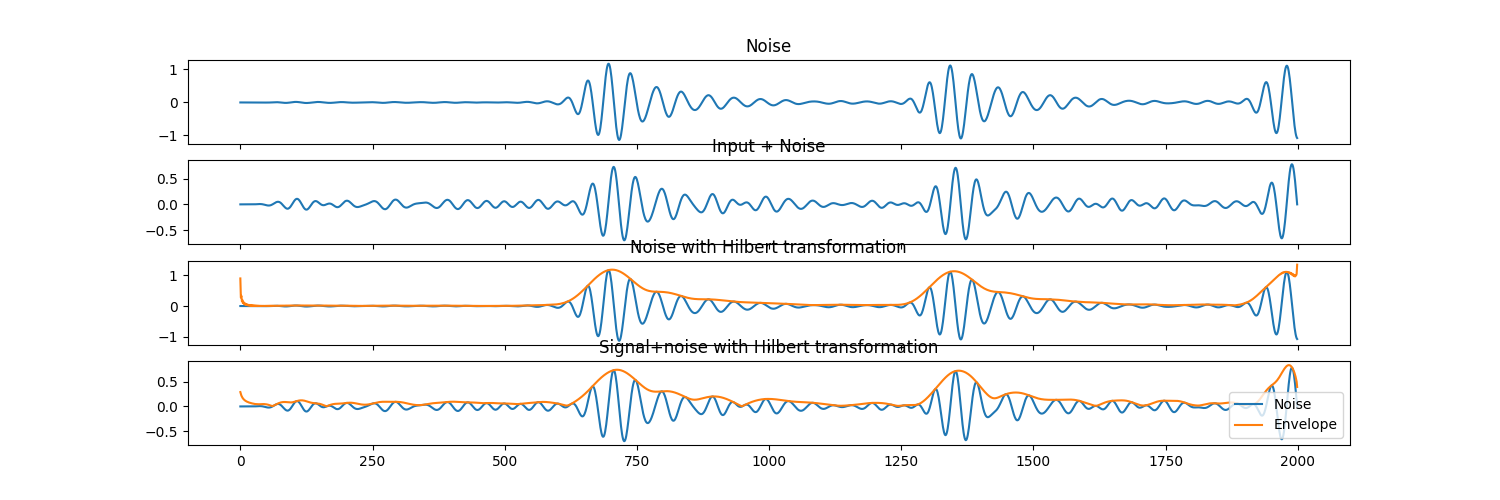 Noise
1
0
−1
Input + Noise
0.5
0.0
−0.5
Noise with Hilbert transformation
1
0
−1
Signal+noise with Hilbert transformation
0.5
0.0
−0.5
Noise
Envelope
0 250 500 750 1000 1250 1500 1750 2000